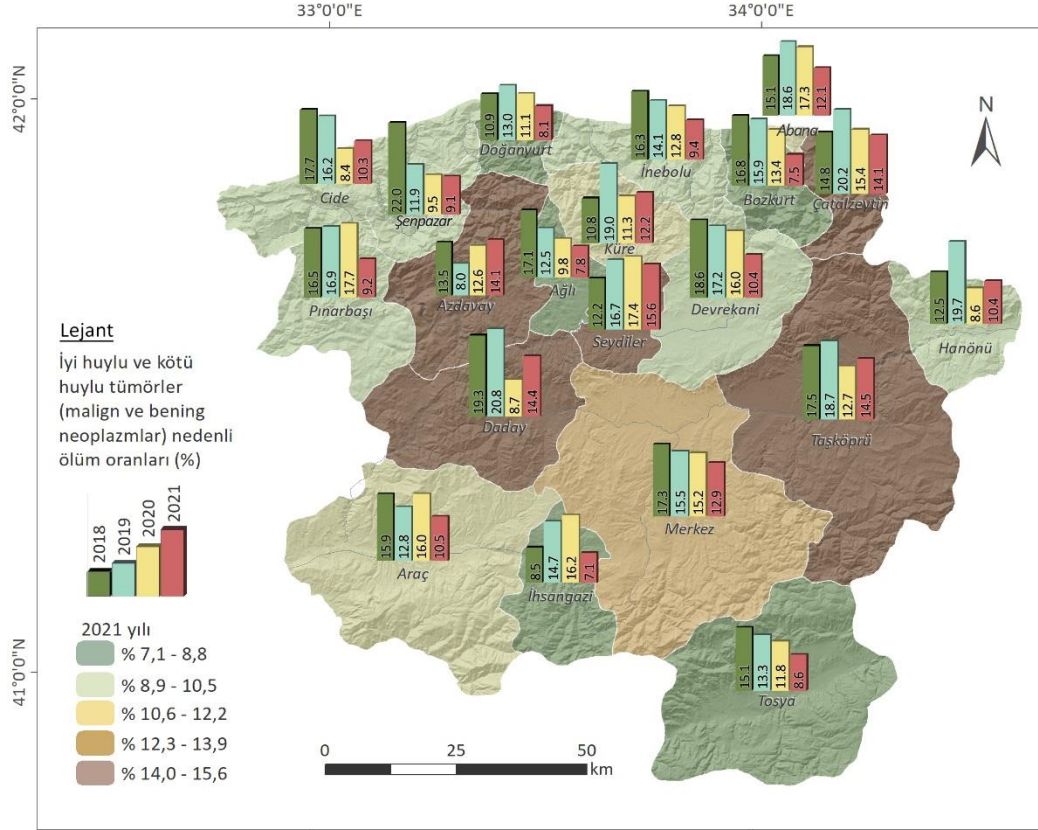 33°0'0"E
34°0'0"E
42°0'0"N
41°0'0"N
N
15.1 18.6 17.3 12.1
Abana
10.9 13.0 11.1 8.1
Doğanyurt
16.3 14.1 12.8 9.4
İnebolu
17.7 16.2 8.4 10.3
Cide
22.0 11.9 9.5 9.1
Şenpazar
16.8 15.9 13.4 7.5
Bozkurt
14.8 20.2 15.4 14.1
Çatalzeytin
10.8 19.0 11.3 12.2
Küre
16.5 16.9 17.7 9.2
Pınarbaşı
13.5 8.0 12.6 14.1
Azdavay
17.1 12.5 9.8 7.8
Ağlı
18.6 17.2 16.0 10.4
Devrekani
12.2 16.7 17.4 15.6
Seydiler
12.5 19.7 8.6 10.4
Hanönü
19.3 20.8 8.7 14.4
Daday
17.5 18.7 12.7 14.5
Taşköprü
17.3 15.5 15.2 12.9
Merkez
15.9 12.8 16.0 10.5
Araç
8.5 14.7 16.2 7.1
İhsangazi
15.1 13.3 11.8 8.6
Tosya
Lejant
İyi huylu ve kötü
huylu tümörler
(malign ve bening
neoplazmlar) nedenli
ölüm oranları (%)
2018 2019 2020 2021
2021 yılı
% 7,1 - 8,8
% 8,9 - 10,5
% 10,6 - 12,2
% 12,3 - 13,9
% 14,0 - 15,6
0 25 50
km